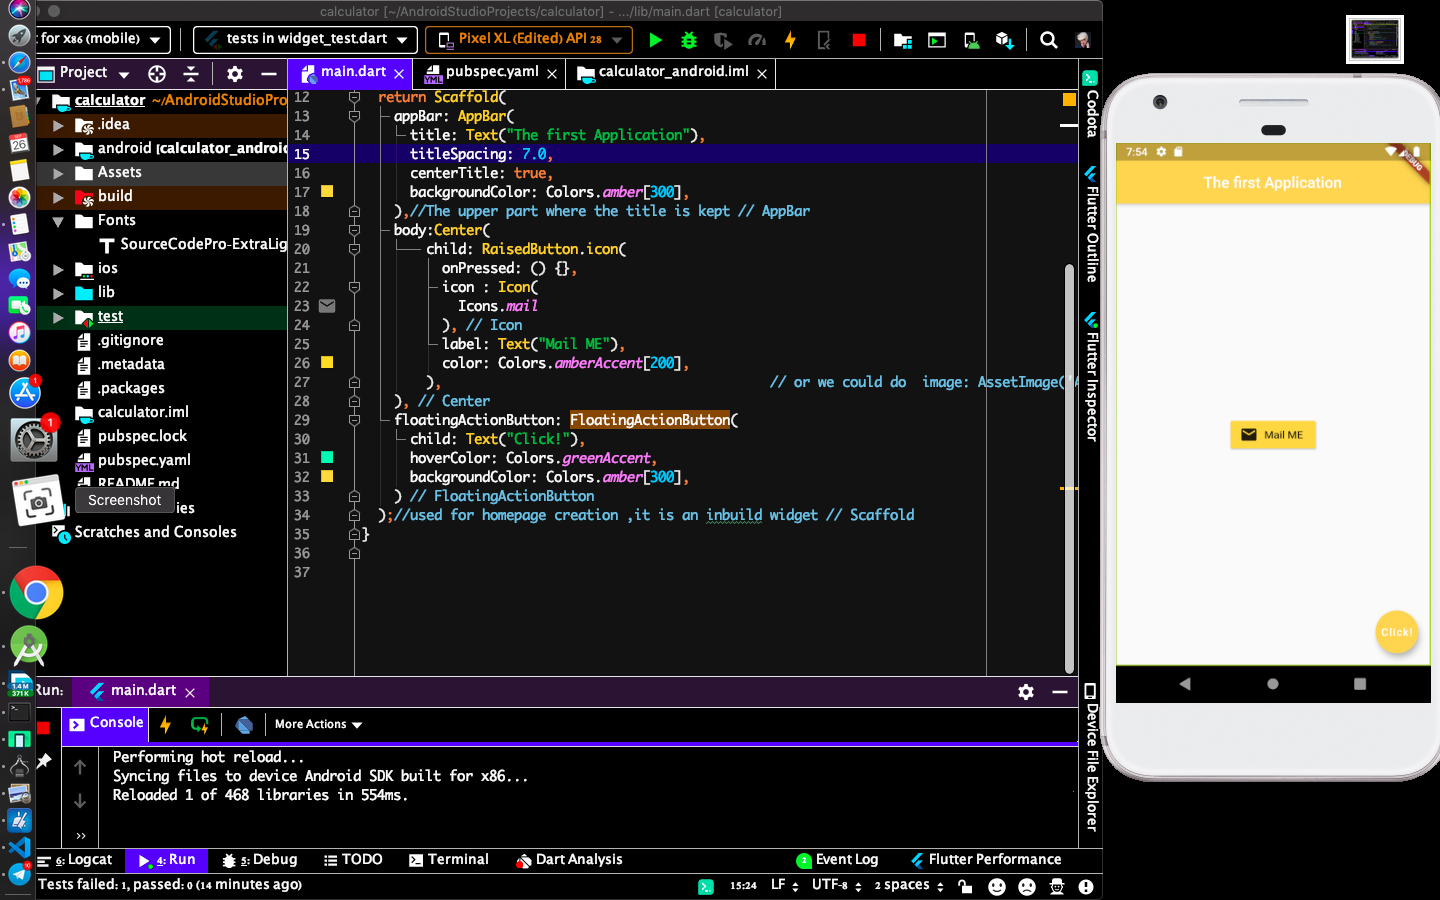 calculator [~/AndroidStudioProjects/calculator] - .../lib/main.dart [calculator]
t for x86 (mobile)
tests in widget_test.dart
Pixel XL (Edited) API 28
Project
main.dart
pubspec.yaml
calculator_android.iml
calculator ~/AndroidStudioPro
.idea
android [calculator_androi
Assets
build
Fonts
SourceCodePro-ExtraLig
ios
lib
test
.gitignore
.metadata
.packages
calculator.iml
pubspec.lock
pubspec.yaml
README.md
ies
Scratches and Consoles
Screenshot
12 return Scaffold(
13 appBar: AppBar(
14 title: Text("The first Application"),
15 titleSpacing: 7.0,
16 centerTitle: true,
17 backgroundColor: Colors.amber[300],
18 ),//The upper part where the title is kept // AppBar
19 body:Center(
20 child: RaisedButton.icon(
21 onPressed: () {},
22 icon : Icon(
23 Icons.mail
24 ), // Icon
25 label: Text("Mail ME"),
26 color: Colors.amberAccent[200],
27 ), // or we could do  image: AssetImage('A
28 ), // Center
29 floatingActionButton: FloatingActionButton(
30 child: Text("Click!"),
31 hoverColor: Colors.greenAccent,
32 backgroundColor: Colors.amber[300],
33 ) // FloatingActionButton
34 );//used for homepage creation ,it is an inbuild widget // Scaffold
35 }
36
37
Codota
Flutter Outline
Flutter Inspector
Device File Explorer
Run:
main.dart
Console
More Actions
Performing hot reload...
Syncing files to device Android SDK built for x86...
Reloaded 1 of 468 libraries in 554ms.
6: Logcat
4: Run
5: Debug
TODO
Terminal
Dart Analysis
2 Event Log
Flutter Performance
Tests failed: 1, passed: 0 (14 minutes ago)
15:24
LF
UTF-8
2 spaces
7:54
DEBUG
The first Application
Mail ME
Click!
SEP
26
1
1
1.4M
371K